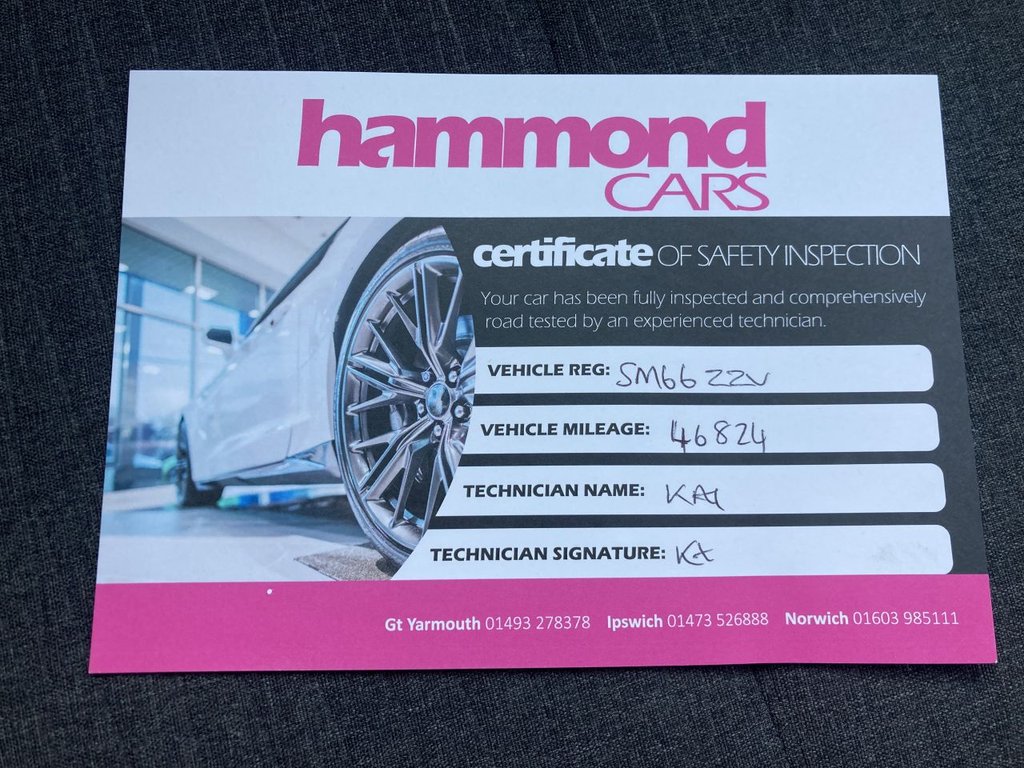 hammond
CARS
certificate OF SAFETY INSPECTION
Your car has been fully inspected and comprehensively
road tested by an experienced technician.
VEHICLE REG: SM66 ZZV
VEHICLE MILEAGE: 46824
TECHNICIAN NAME: KAI
TECHNICIAN SIGNATURE:
Gt Yarmouth 01493 278378 Ipswich 01473 526888 Norwich 01603 985111